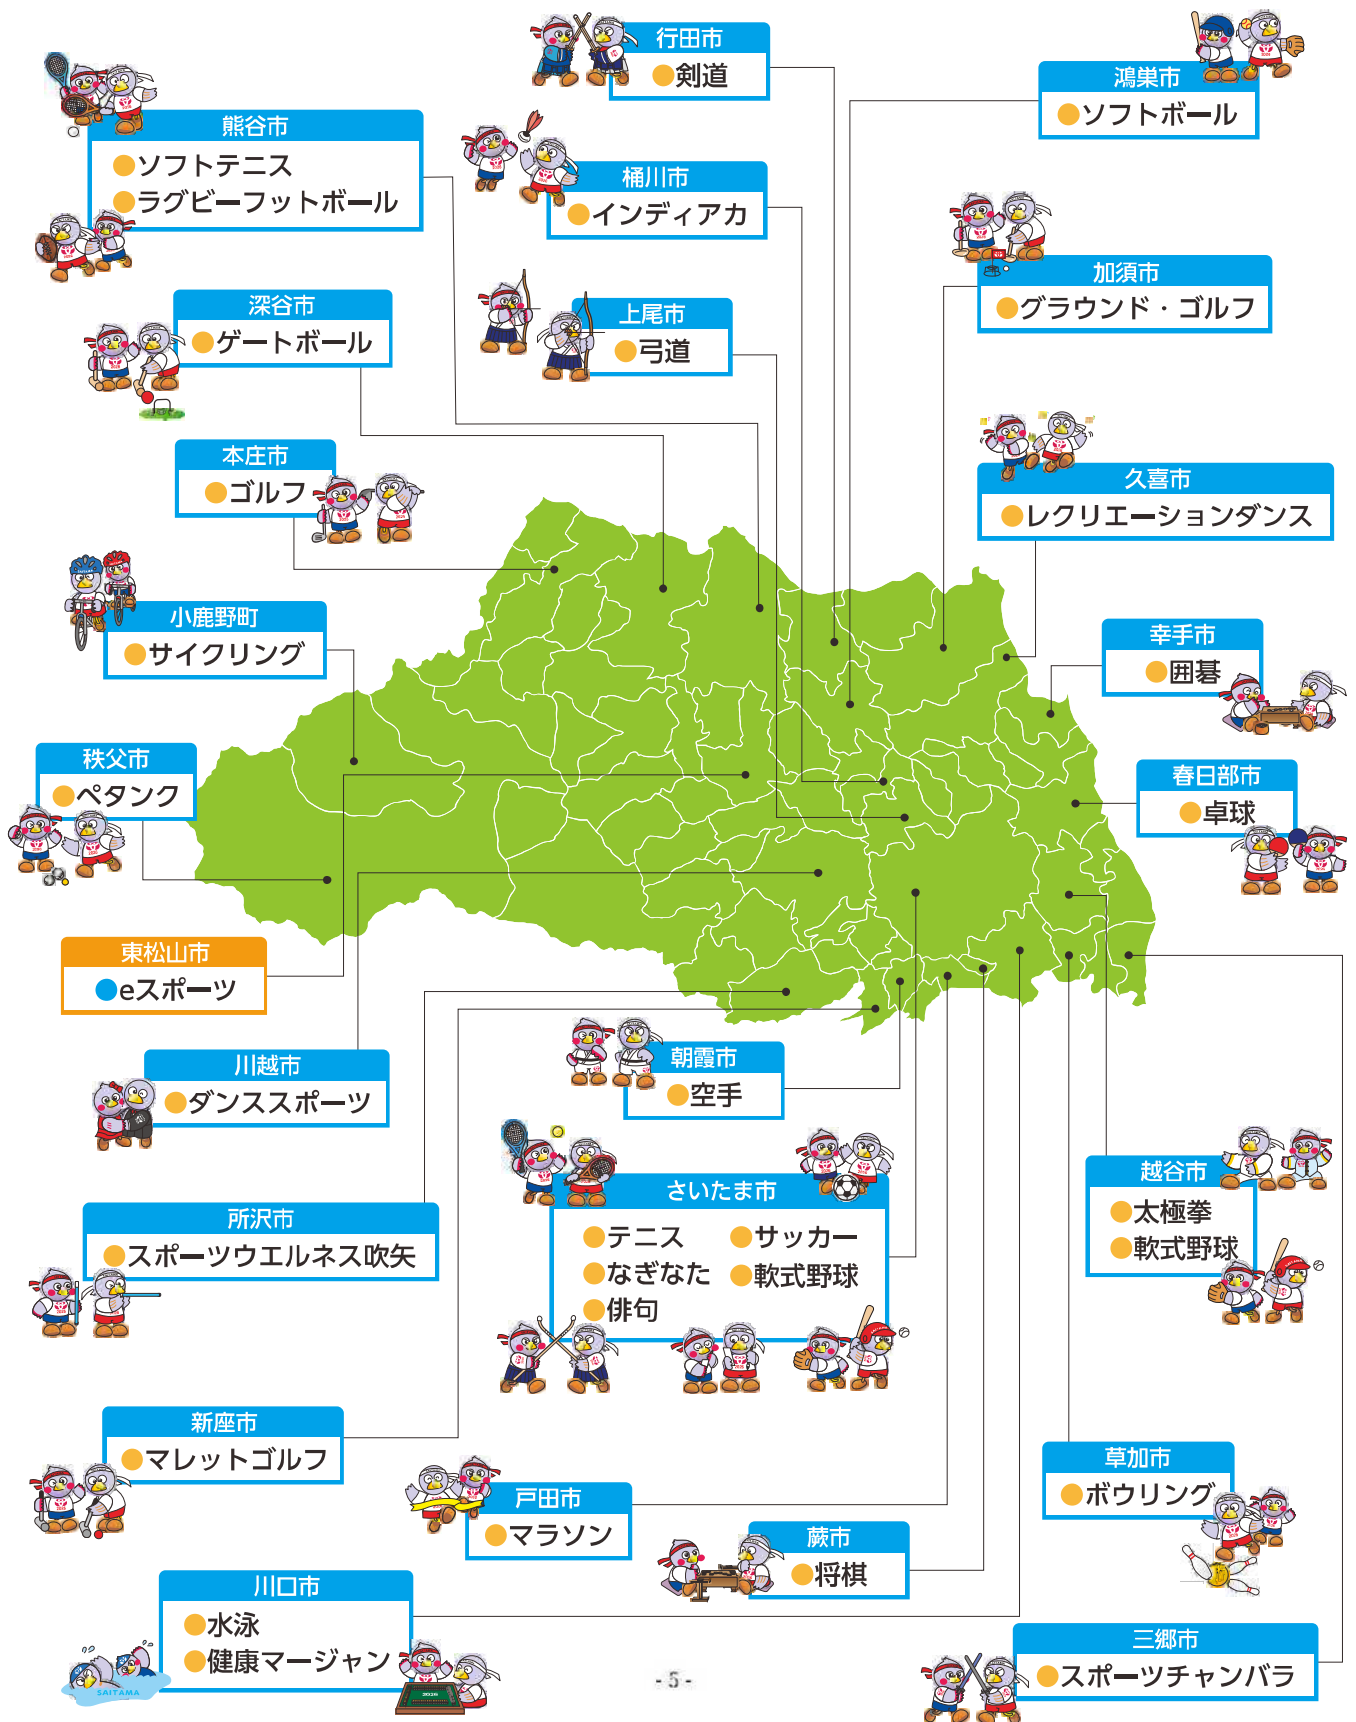 行田市
●剣道
鴻巣市
●ソフトボール
熊谷市
●ソフトテニス
●ラグビーフットボール
桶川市
●インディアカ
加須市
●グラウンド・ゴルフ
深谷市
●ゲートボール
上尾市
●弓道
本庄市
●ゴルフ
久喜市
●レクリエーションダンス
小鹿野町
●サイクリング
幸手市
●囲碁
秩父市
●ペタンク
春日部市
●卓球
東松山市
●eスポーツ
川越市
●ダンススポーツ
朝霞市
●空手
さいたま市
●テニス ●サッカー
●なぎなた ●軟式野球
●俳句
越谷市
●太極拳
●軟式野球
所沢市
●スポーツウエルネス吹矢
新座市
●マレットゴルフ
戸田市
●マラソン
草加市
●ボウリング
蕨市
●将棋
川口市
●水泳
●健康マージャン
SAITAMA
2026
三郷市
●スポーツチャンバラ
- 5 -